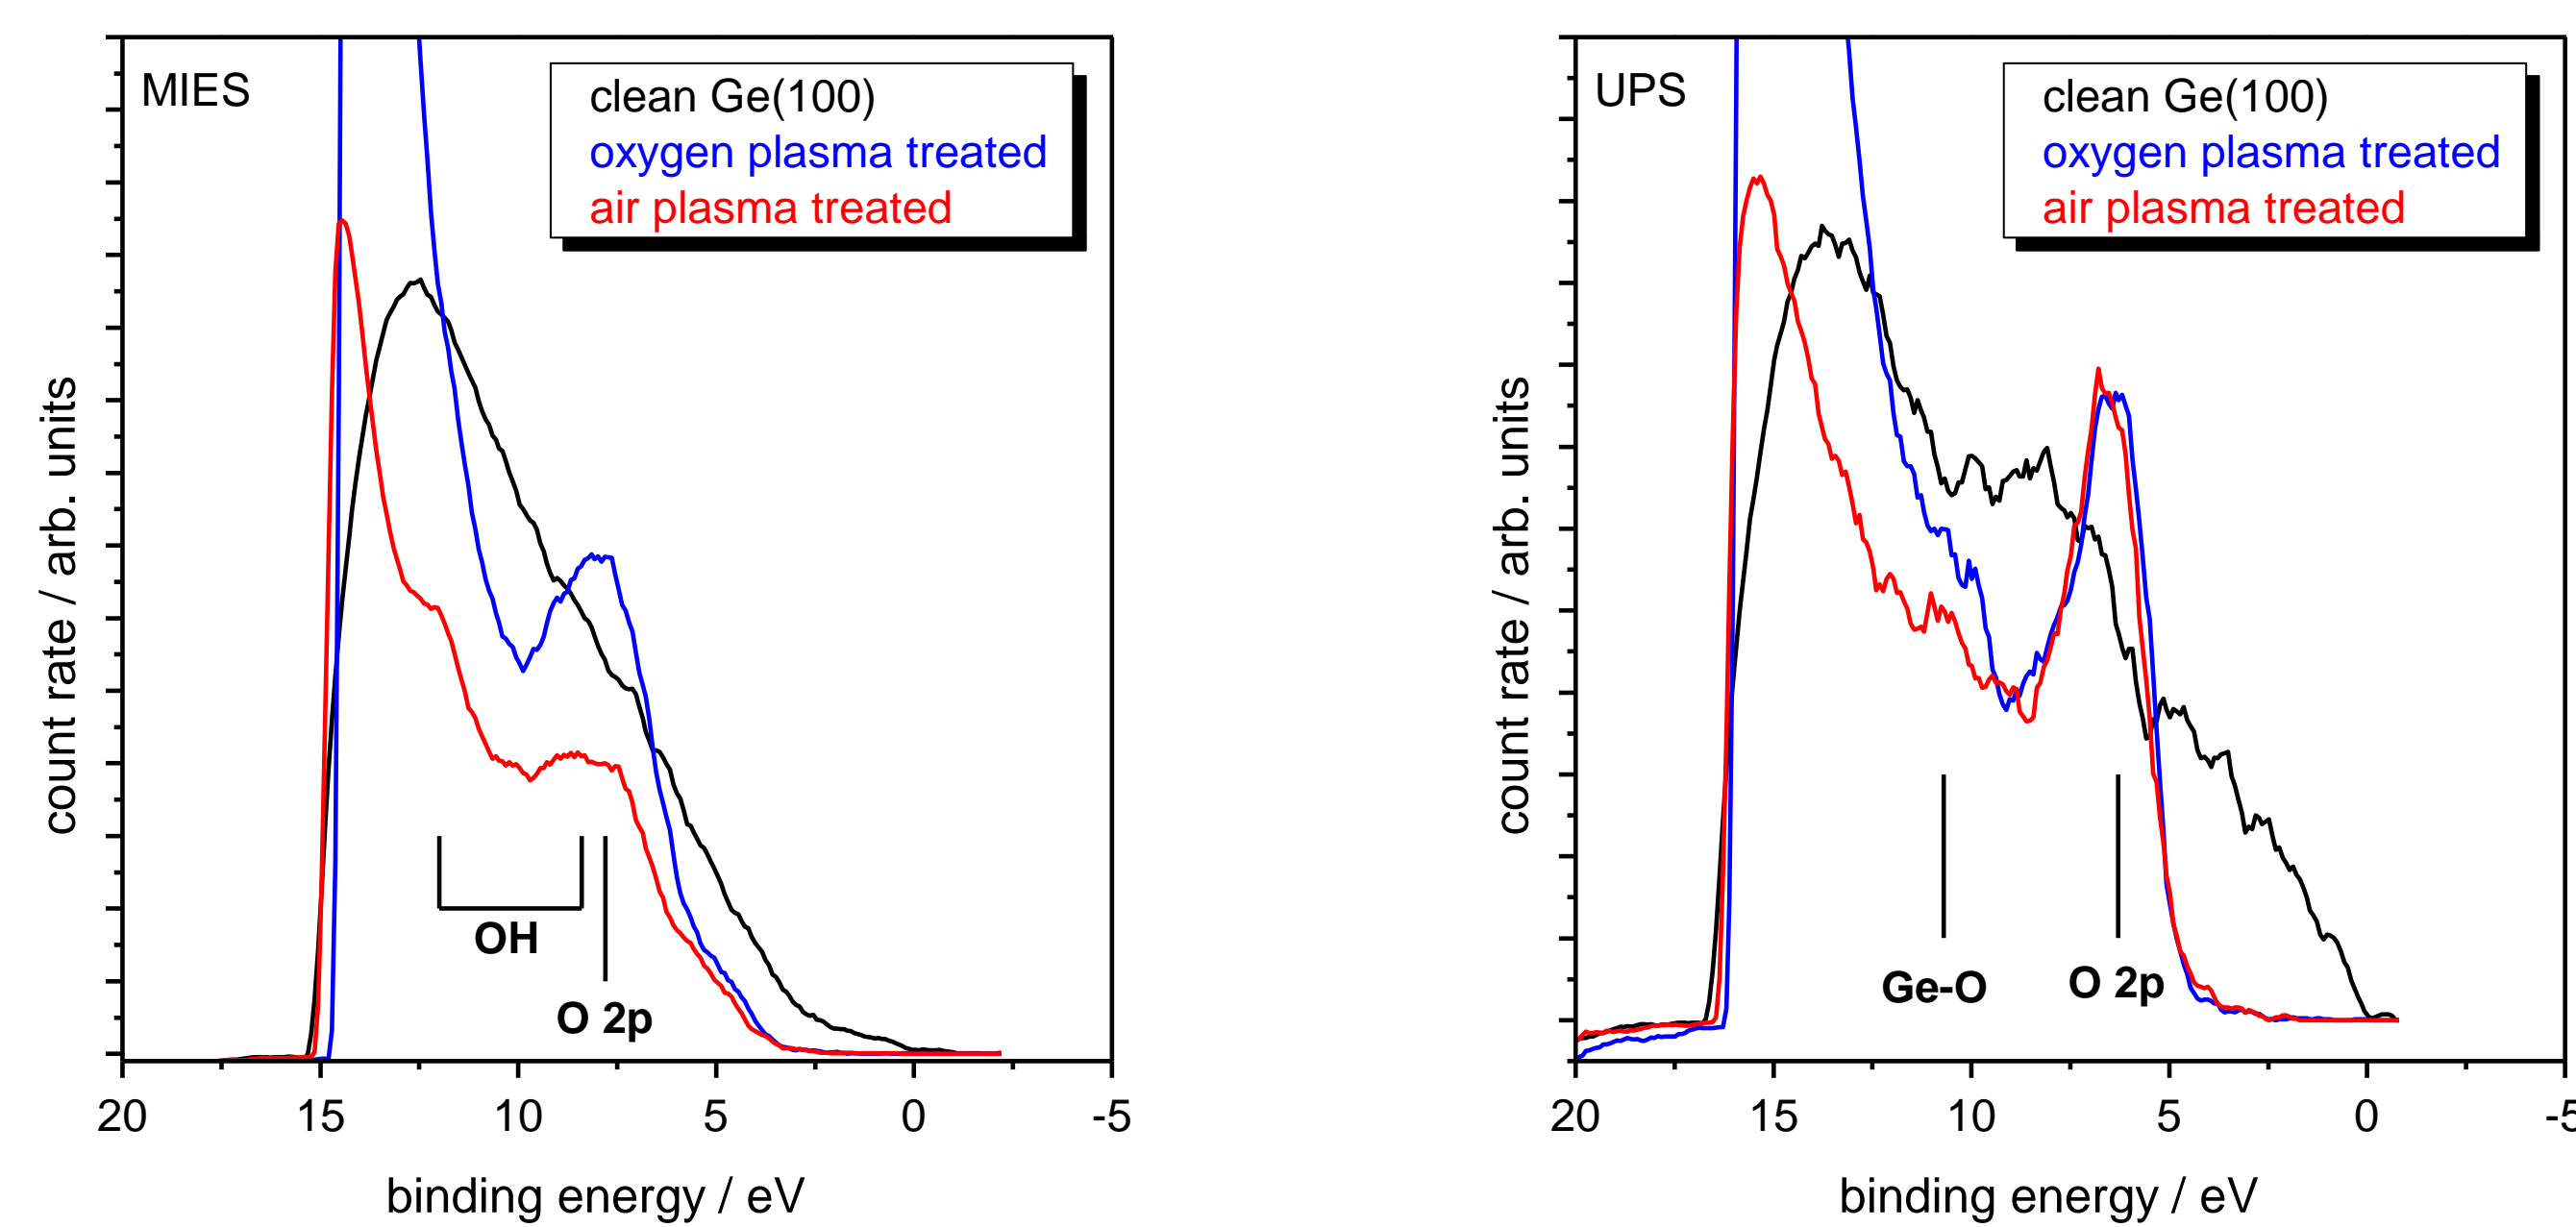 MIES
clean Ge(100)
oxygen plasma treated
air plasma treated
count rate / arb. units
OH
O 2p
20 15 10 5 0 -5
binding energy / eV
UPS
clean Ge(100)
oxygen plasma treated
air plasma treated
count rate / arb. units
Ge-O
O 2p
20 15 10 5 0 -5
binding energy / eV